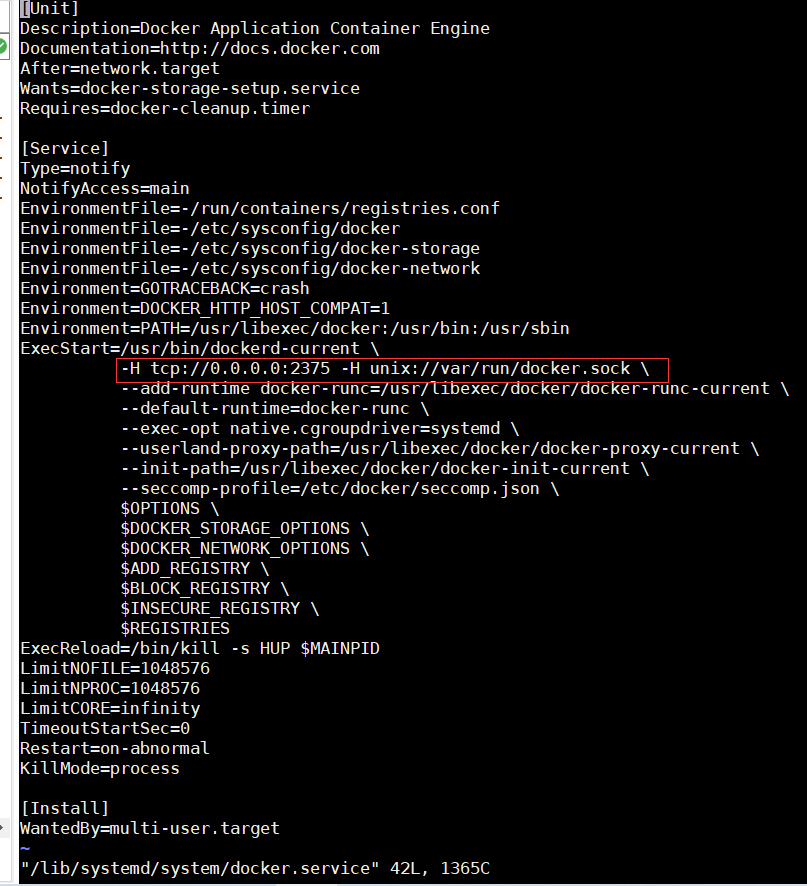 [Unit]
Description=Docker Application Container Engine
Documentation=http://docs.docker.com
After=network.target
Wants=docker-storage-setup.service
Requires=docker-cleanup.timer

[Service]
Type=notify
NotifyAccess=main
EnvironmentFile=-/run/containers/registries.conf
EnvironmentFile=-/etc/sysconfig/docker
EnvironmentFile=-/etc/sysconfig/docker-storage
EnvironmentFile=-/etc/sysconfig/docker-network
Environment=GOTRACEBACK=crash
Environment=DOCKER_HTTP_HOST_COMPAT=1
Environment=PATH=/usr/libexec/docker:/usr/bin:/usr/sbin
ExecStart=/usr/bin/dockerd-current \
          -H tcp://0.0.0.0:2375 -H unix://var/run/docker.sock \
          --add-runtime docker-runc=/usr/libexec/docker/docker-runc-current \
          --default-runtime=docker-runc \
          --exec-opt native.cgroupdriver=systemd \
          --userland-proxy-path=/usr/libexec/docker/docker-proxy-current \
          --init-path=/usr/libexec/docker/docker-init-current \
          --seccomp-profile=/etc/docker/seccomp.json \
          $OPTIONS \
          $DOCKER_STORAGE_OPTIONS \
          $DOCKER_NETWORK_OPTIONS \
          $ADD_REGISTRY \
          $BLOCK_REGISTRY \
          $INSECURE_REGISTRY \
          $REGISTRIES
ExecReload=/bin/kill -s HUP $MAINPID
LimitNOFILE=1048576
LimitNPROC=1048576
LimitCORE=infinity
TimeoutStartSec=0
Restart=on-abnormal
KillMode=process

[Install]
WantedBy=multi-user.target
~
"/lib/systemd/system/docker.service" 42L, 1365C